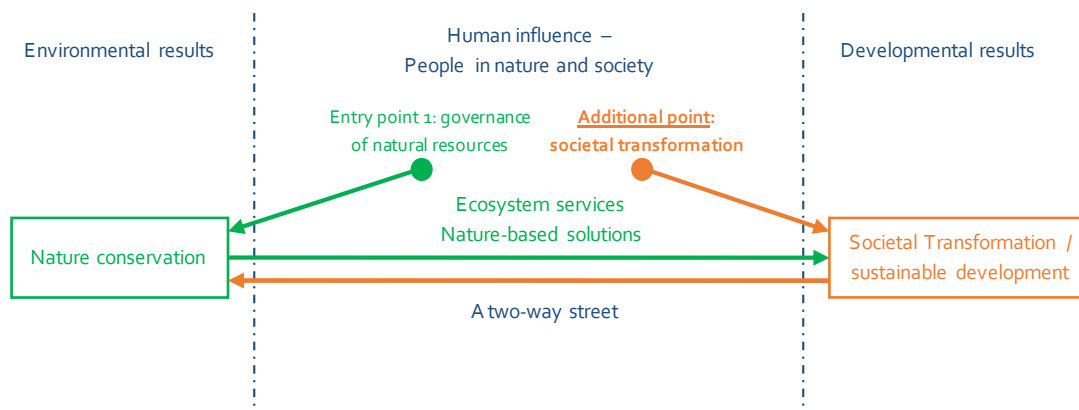 Environmental results
Human influence –
People in nature and society
Developmental results
Entry point 1: governance
of natural resources
Additional point:
societal transformation
Ecosystem services
Nature-based solutions
Nature conservation
Societal Transformation /
sustainable development
A two-way street